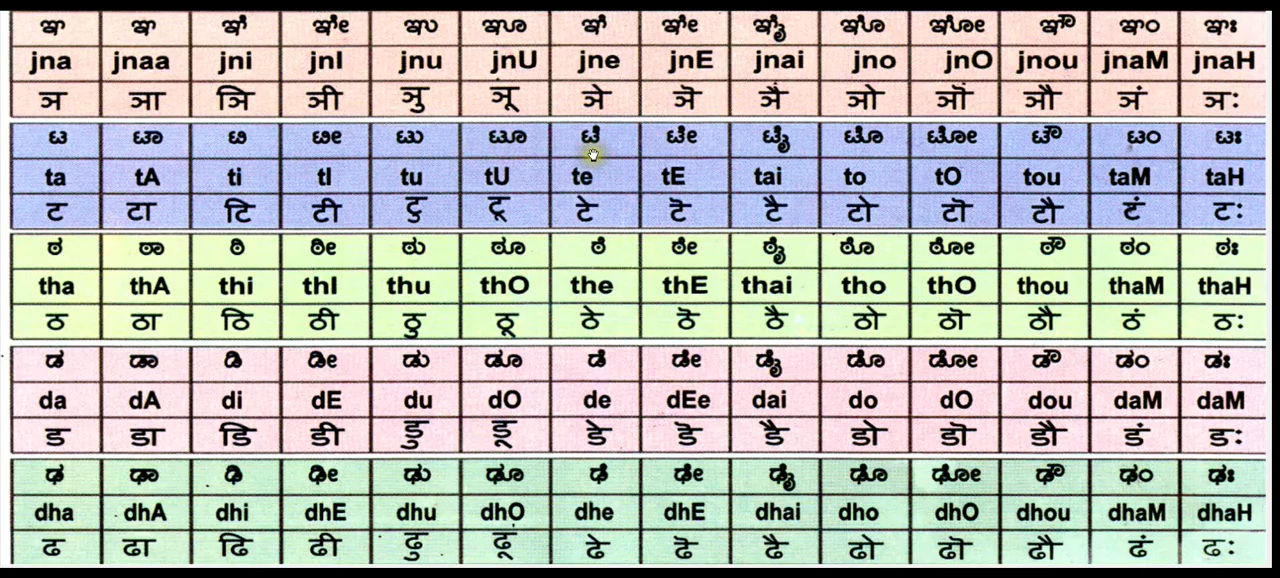 ಞ ಞಾ ಞಿ ಞೀ ಞು ಞೂ ಞೆ ಞೇ ಞೈ ಞೊ ಞೋ ಞೌ ಞಂ ಞಃ
jna jnaa jni jnI jnu jnU jne jnE jnai jno jnO jnou jnaM jnaH
ञ ञा ञि ञी ञु ञू ञे ञॆ ञै ञो ञॊ ञौ ञं ञः
ಟ ಟಾ ಟಿ ಟೀ ಟು ಟೂ ಟೆ ಟೇ ಟೈ ಟೊ ಟೋ ಟೌ ಟಂ ಟಃ
ta tA ti tI tu tU te tE tai to tO tou taM taH
ट टा टि टी टु टू टे टॆ टै टो टॊ टौ टं टः
ಠ ಠಾ ಠಿ ಠೀ ಠು ಠೂ ಠೆ ಠೇ ಠೈ ಠೊ ಠೋ ಠೌ ಠಂ ಠಃ
tha thA thi thI thu thO the thE thai tho thO thou thaM thaH
ठ ठा ठि ठी ठु ठू ठे ठॆ ठै ठो ठॊ ठौ ठं ठः
ಡ ಡಾ ಡಿ ಡೀ ಡು ಡೂ ಡೆ ಡೇ ಡೈ ಡೊ ಡೋ ಡೌ ಡಂ ಡಃ
da dA di dE du dO de dEe dai do dO dou daM daM
ड डा डि डी डु डू डे डॆ डै डो डॊ डौ डं डः
ಢ ಢಾ ಢಿ ಢೀ ಢು ಢೂ ಢೆ ಢೇ ಢೈ ಢೊ ಢೋ ಢೌ ಢಂ ಢಃ
dha dhA dhi dhE dhu dhO dhe dhE dhai dho dhO dhou dhaM dhaH
ढ ढा ढि ढी ढु ढू ढे ढॆ ढै ढो ढॊ ढौ ढं ढः